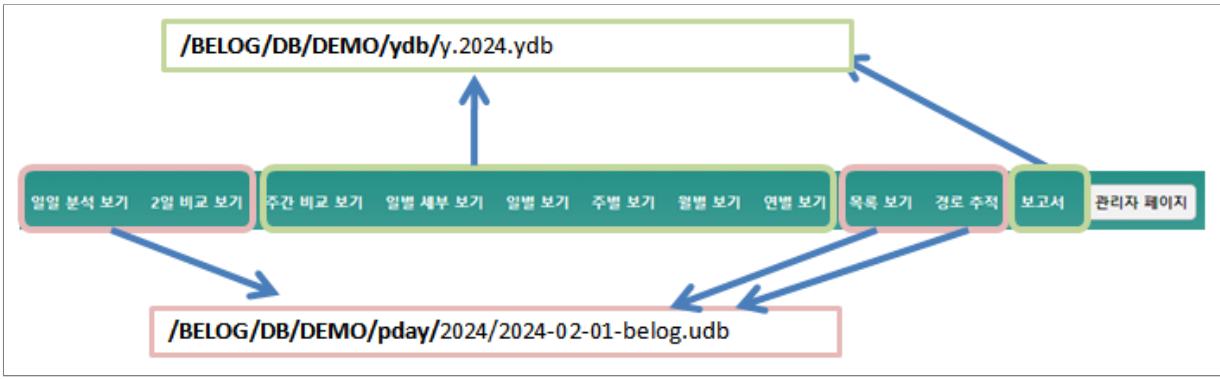 /BELOG/DB/DEMO/ydb/y.2024.ydb
일일 분석 보기 2일 비교 보기 주간 비교 보기 일별 세부 보기 일별 보기 주별 보기 월별 보기 연별 보기 목록 보기 경로 추적 보고서 관리자 페이지
/BELOG/DB/DEMO/pday/2024/2024-02-01-belog.udb